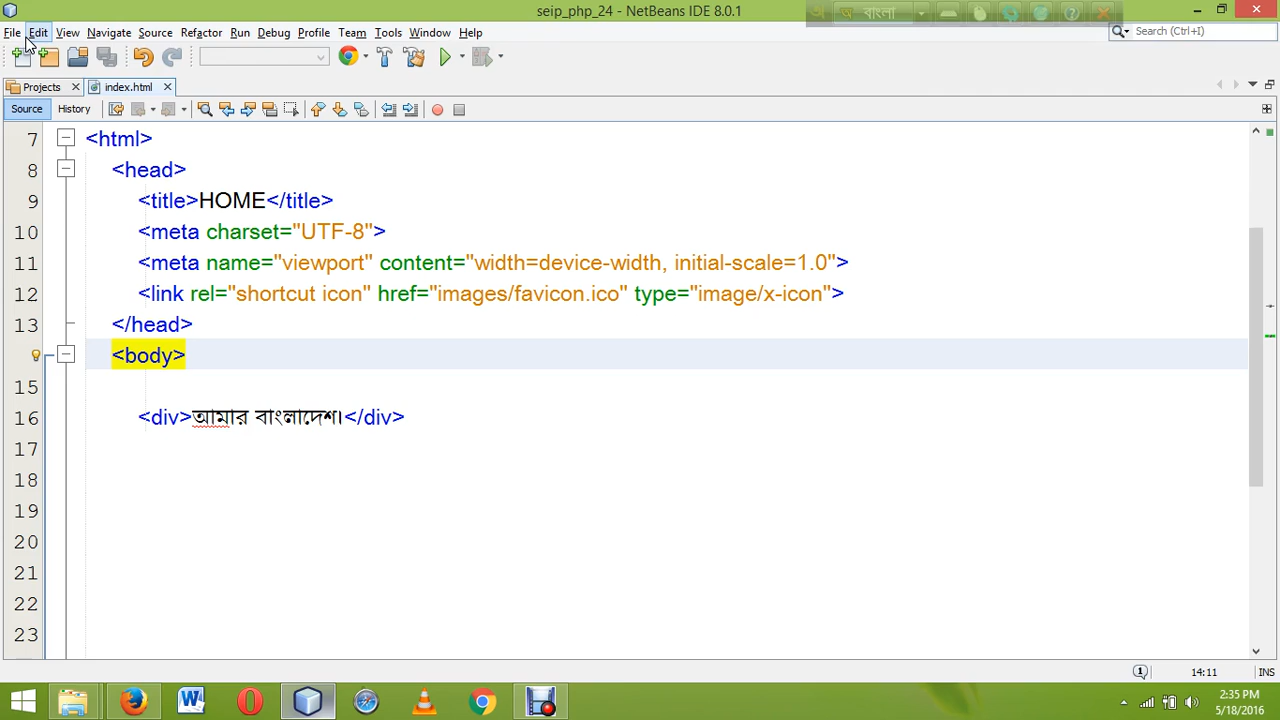 seip_php_24 - NetBeans IDE 8.0.1
বাংলা
File Edit View Navigate Source Refactor Run Debug Profile Team Tools Window Help
Search (Ctrl+I)
Projects index.html
Source History
7 <html>
8 <head>
9 <title>HOME</title>
10 <meta charset="UTF-8">
11 <meta name="viewport" content="width=device-width, initial-scale=1.0">
12 <link rel="shortcut icon" href="images/favicon.ico" type="image/x-icon">
13 </head>
<body>
15
16 <div>আমার বাংলাদেশ।</div>
17
18
19
20
21
22
23
1 14:11 INS
2:35 PM
5/18/2016